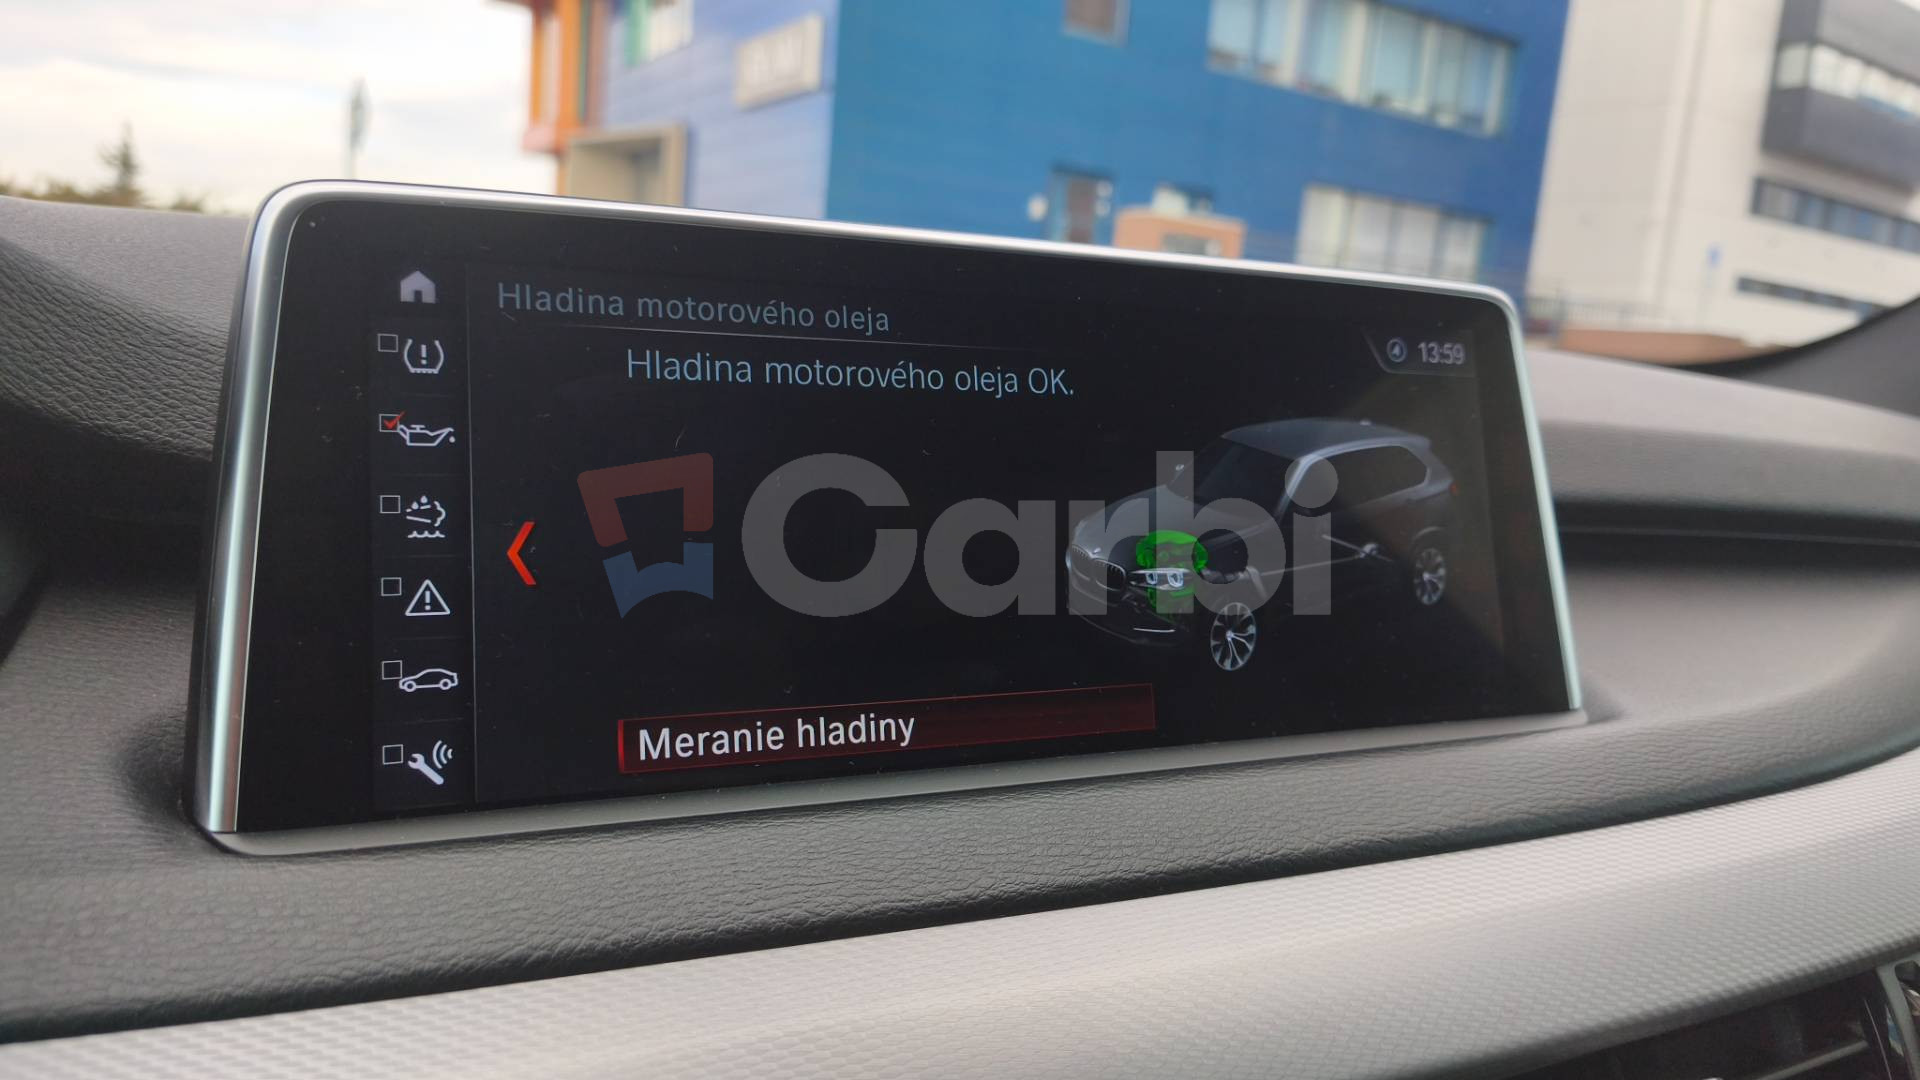 Hladina motorového oleja
13:59
Hladina motorového oleja OK.
Carbi
Meranie hladiny